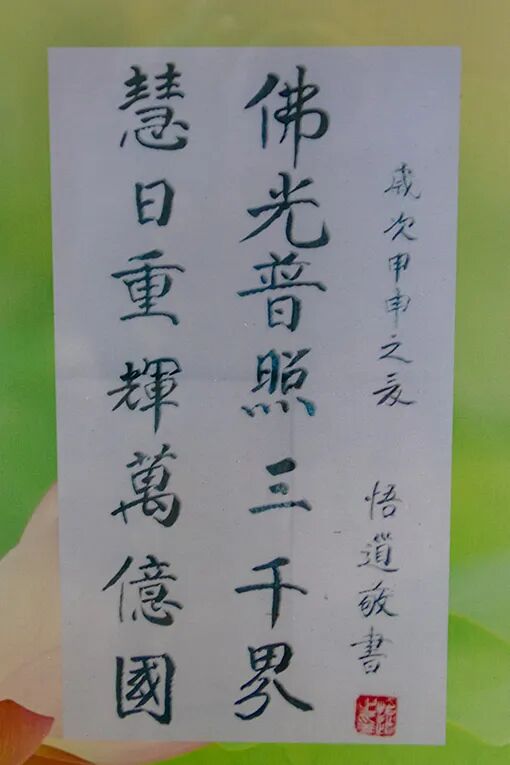 歲次甲申之夏 悟道敬書
佛光普照三千界
慧日重輝萬億國